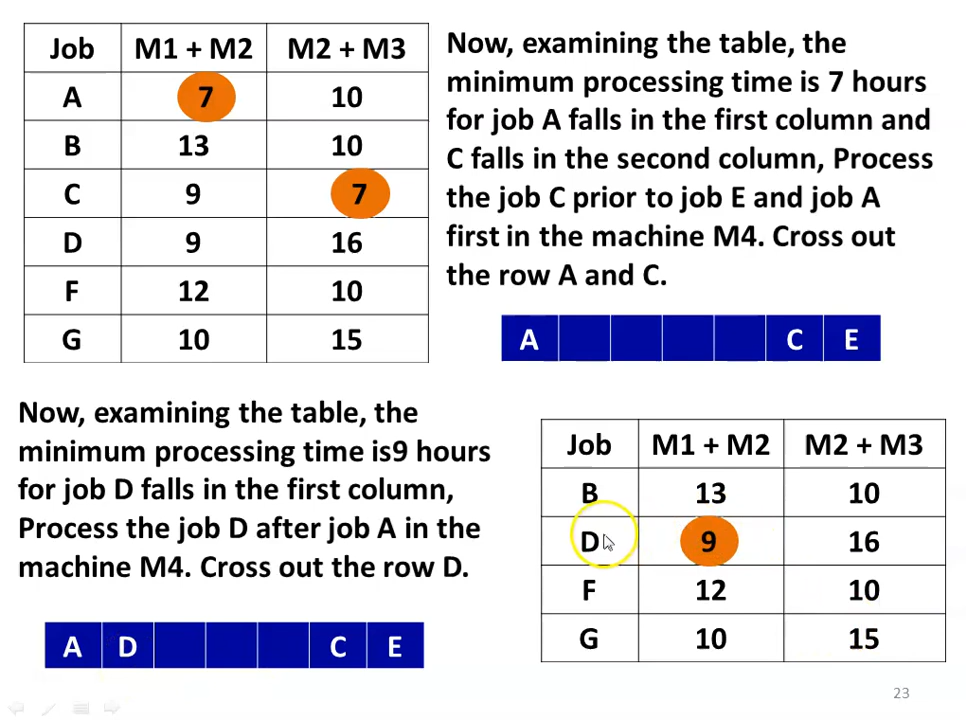 Job M1 + M2 M2 + M3
A 7 10
B 13 10
C 9 7
D 9 16
F 12 10
G 10 15
Now, examining the table, the
minimum processing time is 7 hours
for job A falls in the first column and
C falls in the second column, Process
the job C prior to job E and job A
first in the machine M4. Cross out
the row A and C.
A C E
Now, examining the table, the
minimum processing time is9 hours
for job D falls in the first column,
Process the job D after job A in the
machine M4. Cross out the row D.
A D C E
Job M1 + M2 M2 + M3
B 13 10
D 9 16
F 12 10
G 10 15
23